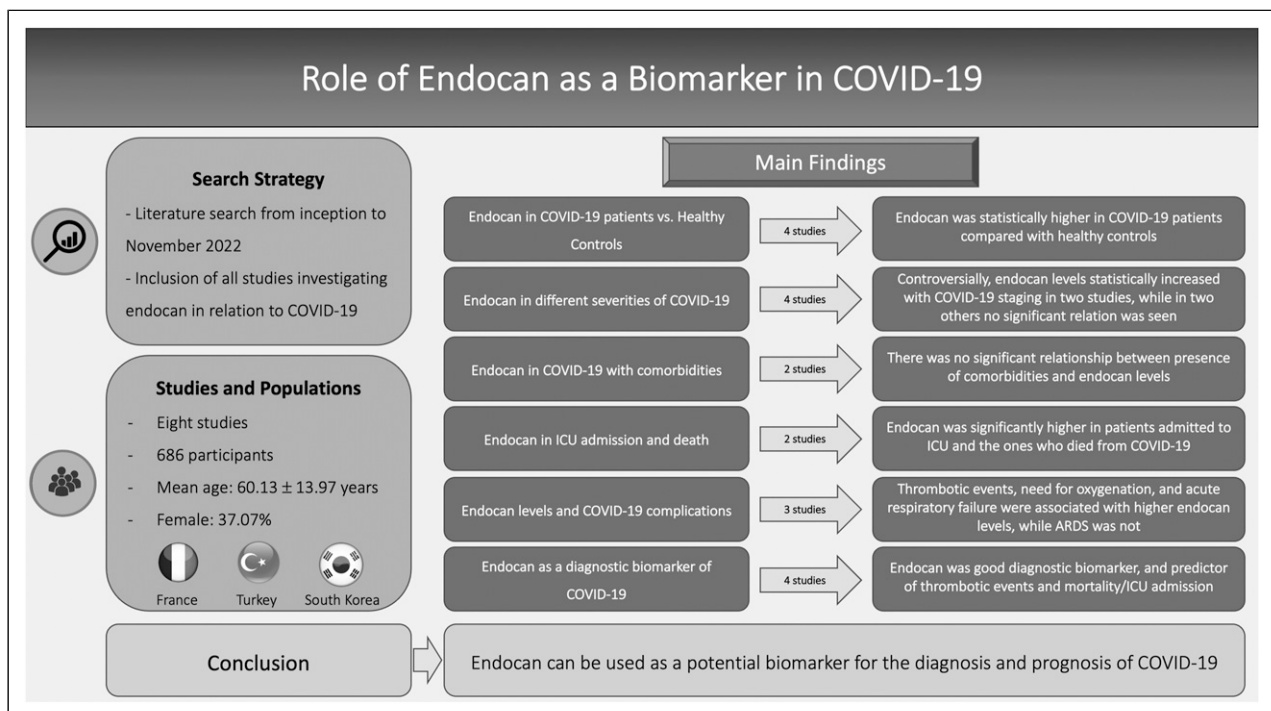 Role of Endocan as a Biomarker in COVID-19
Search Strategy
- Literature search from inception to
November 2022
- Inclusion of all studies investigating
endocan in relation to COVID-19
Studies and Populations
- Eight studies
- 686 participants
- Mean age: 60.13 ± 13.97 years
- Female: 37.07%
France Turkey South Korea
Main Findings
Endocan in COVID-19 patients vs. Healthy
Controls
4 studies
Endocan was statistically higher in COVID-19 patients
compared with healthy controls
Endocan in different severities of COVID-19
4 studies
Controversially, endocan levels statistically increased
with COVID-19 staging in two studies, while in two
others no significant relation was seen
Endocan in COVID-19 with comorbidities
2 studies
There was no significant relationship between presence
of comorbidities and endocan levels
Endocan in ICU admission and death
2 studies
Endocan was significantly higher in patients admitted to
ICU and the ones who died from COVID-19
Endocan levels and COVID-19 complications
3 studies
Thrombotic events, need for oxygenation, and acute
respiratory failure were associated with higher endocan
levels, while ARDS was not
Endocan as a diagnostic biomarker of
COVID-19
4 studies
Endocan was good diagnostic biomarker, and predictor
of thrombotic events and mortality/ICU admission
Conclusion
Endocan can be used as a potential biomarker for the diagnosis and prognosis of COVID-19